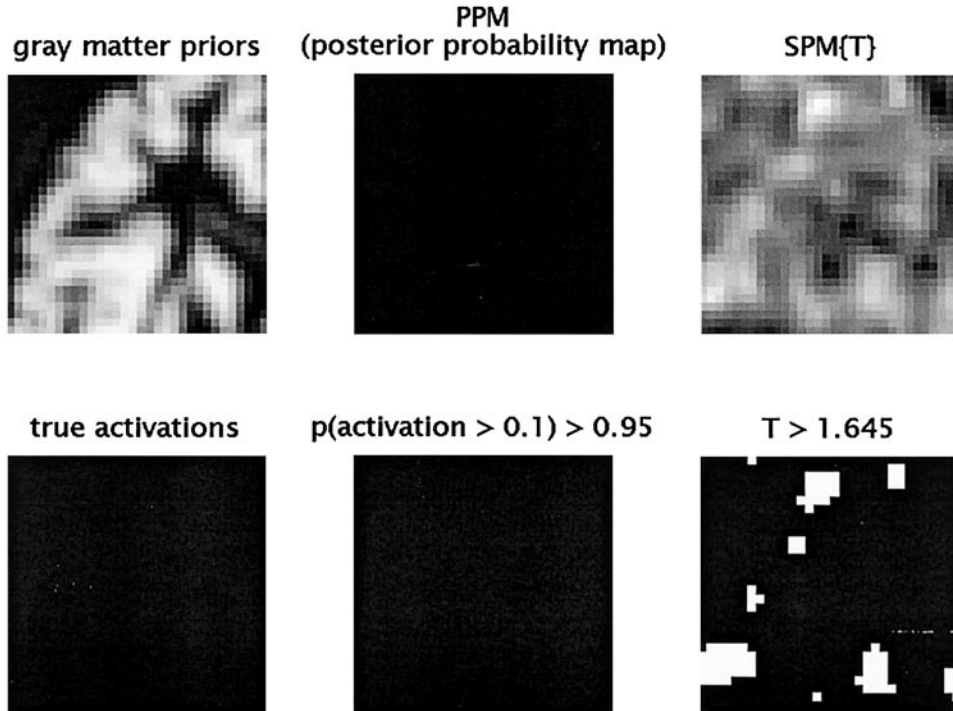 gray matter priors
PPM
(posterior probability map)
SPM{T}
true activations
p(activation > 0.1) > 0.95
T > 1.645